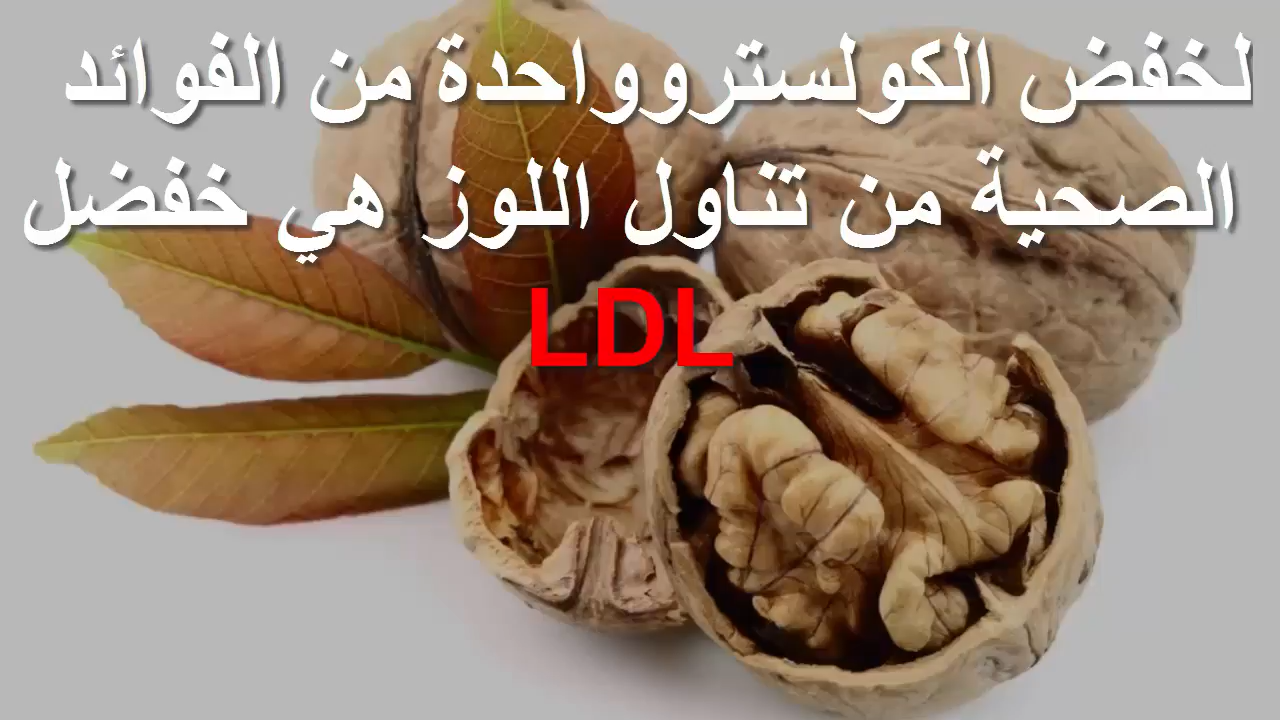 لخفض الكولستروواحدة من الفوائد
الصحية من تناول اللوز هي خفضل
LDL